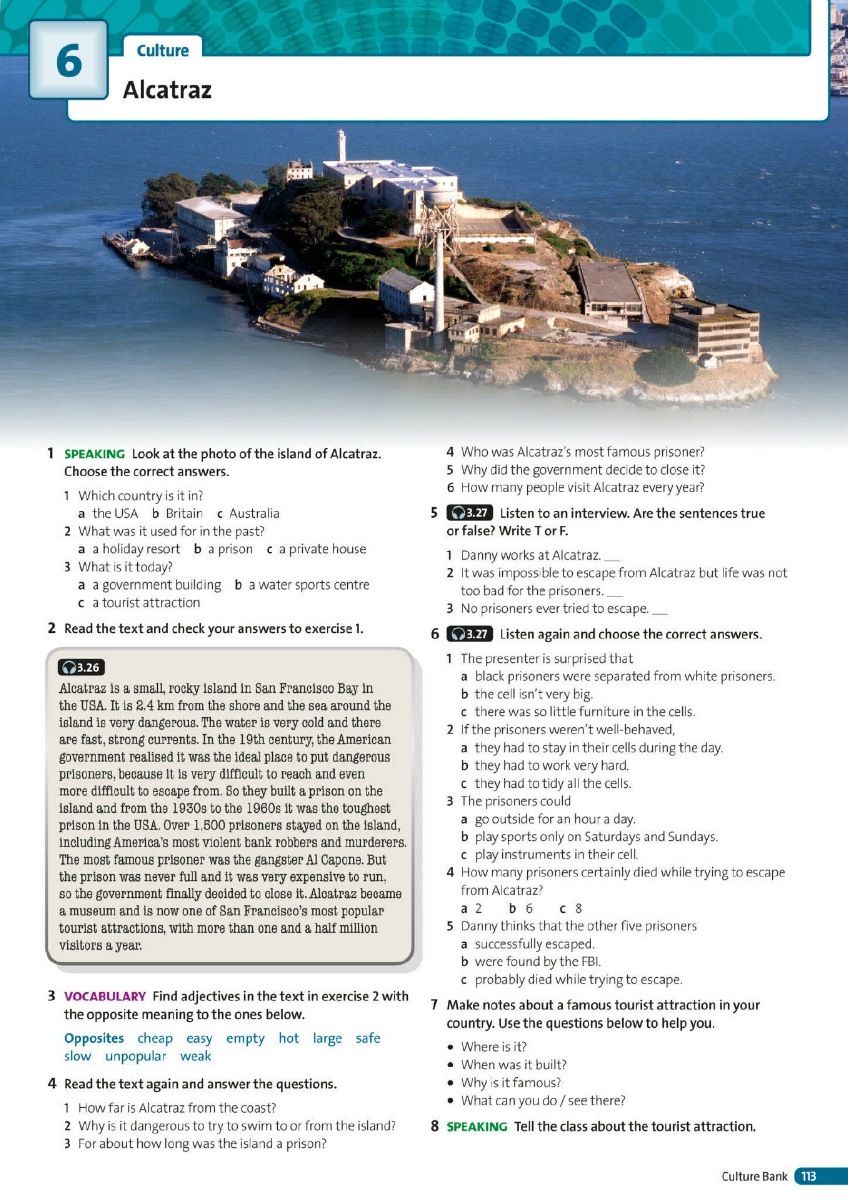 6
Culture
Alcatraz
1 SPEAKING Look at the photo of the island of Alcatraz.
Choose the correct answers.
1 Which country is it in?
a the USA b Britain c Australia
2 What was it used for in the past?
a a holiday resort b a prison c a private house
3 What is it today?
a a government building b a water sports centre
c a tourist attraction
2 Read the text and check your answers to exercise 1.
3.26
Alcatraz is a small, rocky island in San Francisco Bay in
the USA. It is 2.4 km from the shore and the sea around the
island is very dangerous. The water is very cold and there
are fast, strong currents. In the 19th century, the American
government realised it was the ideal place to put dangerous
prisoners, because it is very difficult to reach and even
more difficult to escape from. So they built a prison on the
island and from the 1930s to the 1960s it was the toughest
prison in the USA. Over 1,500 prisoners stayed on the island,
including America's most violent bank robbers and murderers.
The most famous prisoner was the gangster Al Capone. But
the prison was never full and it was very expensive to run,
so the government finally decided to close it. Alcatraz became
a museum and is now one of San Francisco's most popular
tourist attractions, with more than one and a half million
visitors a year.
3 VOCABULARY Find adjectives in the text in exercise 2 with
the opposite meaning to the ones below.
Opposites cheap easy empty hot large safe
slow unpopular weak
4 Read the text again and answer the questions.
1 How far is Alcatraz from the coast?
2 Why is it dangerous to try to swim to or from the island?
3 For about how long was the island a prison?
4 Who was Alcatraz's most famous prisoner?
5 Why did the government decide to close it?
6 How many people visit Alcatraz every year?
5 3.27 Listen to an interview. Are the sentences true
or false? Write T or F.
1 Danny works at Alcatraz. __
2 It was impossible to escape from Alcatraz but life was not
too bad for the prisoners. __
3 No prisoners ever tried to escape. __
6 3.27 Listen again and choose the correct answers.
1 The presenter is surprised that
a black prisoners were separated from white prisoners.
b the cell isn't very big.
c there was so little furniture in the cells.
2 If the prisoners weren't well-behaved,
a they had to stay in their cells during the day.
b they had to work very hard.
c they had to tidy all the cells.
3 The prisoners could
a go outside for an hour a day.
b play sports only on Saturdays and Sundays.
c play instruments in their cell.
4 How many prisoners certainly died while trying to escape
from Alcatraz?
a 2 b 6 c 8
5 Danny thinks that the other five prisoners
a successfully escaped.
b were found by the FBI.
c probably died while trying to escape.
7 Make notes about a famous tourist attraction in your
country. Use the questions below to help you.
• Where is it?
• When was it built?
• Why is it famous?
• What can you do / see there?
8 SPEAKING Tell the class about the tourist attraction.
Culture Bank 113